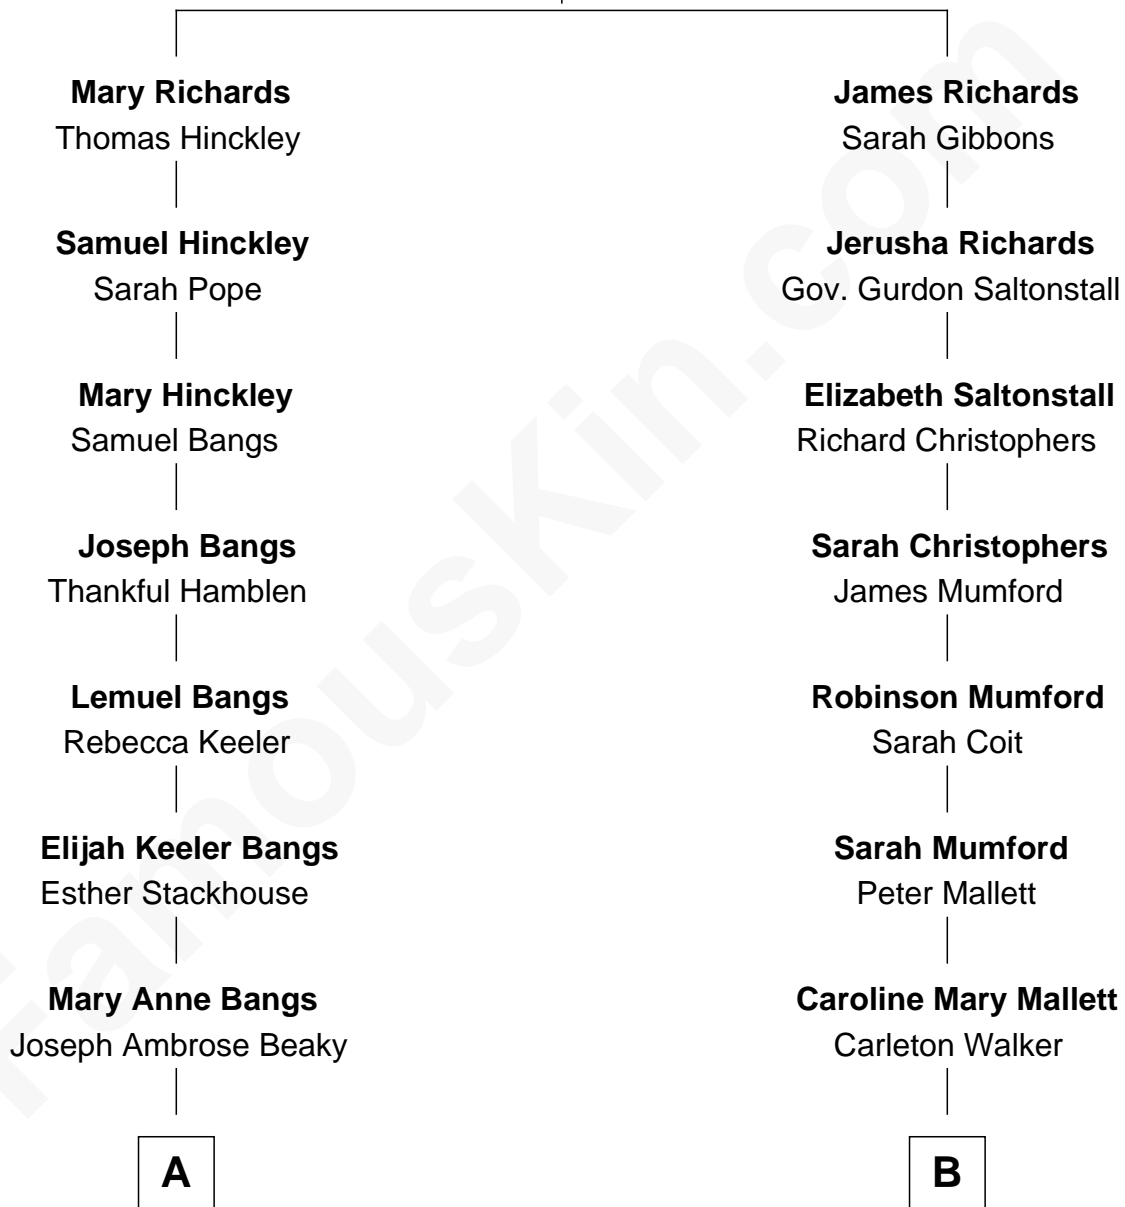 Mary Richards
Thomas Hinckley
James Richards
Sarah Gibbons
Samuel Hinckley
Sarah Pope
Jerusha Richards
Gov. Gurdon Saltonstall
Mary Hinckley
Samuel Bangs
Elizabeth Saltonstall
Richard Christophers
Joseph Bangs
Thankful Hamblen
Sarah Christophers
James Mumford
Lemuel Bangs
Rebecca Keeler
Robinson Mumford
Sarah Coit
Elijah Keeler Bangs
Esther Stackhouse
Sarah Mumford
Peter Mallett
Mary Anne Bangs
Joseph Ambrose Beaky
Caroline Mary Mallett
Carleton Walker
A
B
FamousKin.com